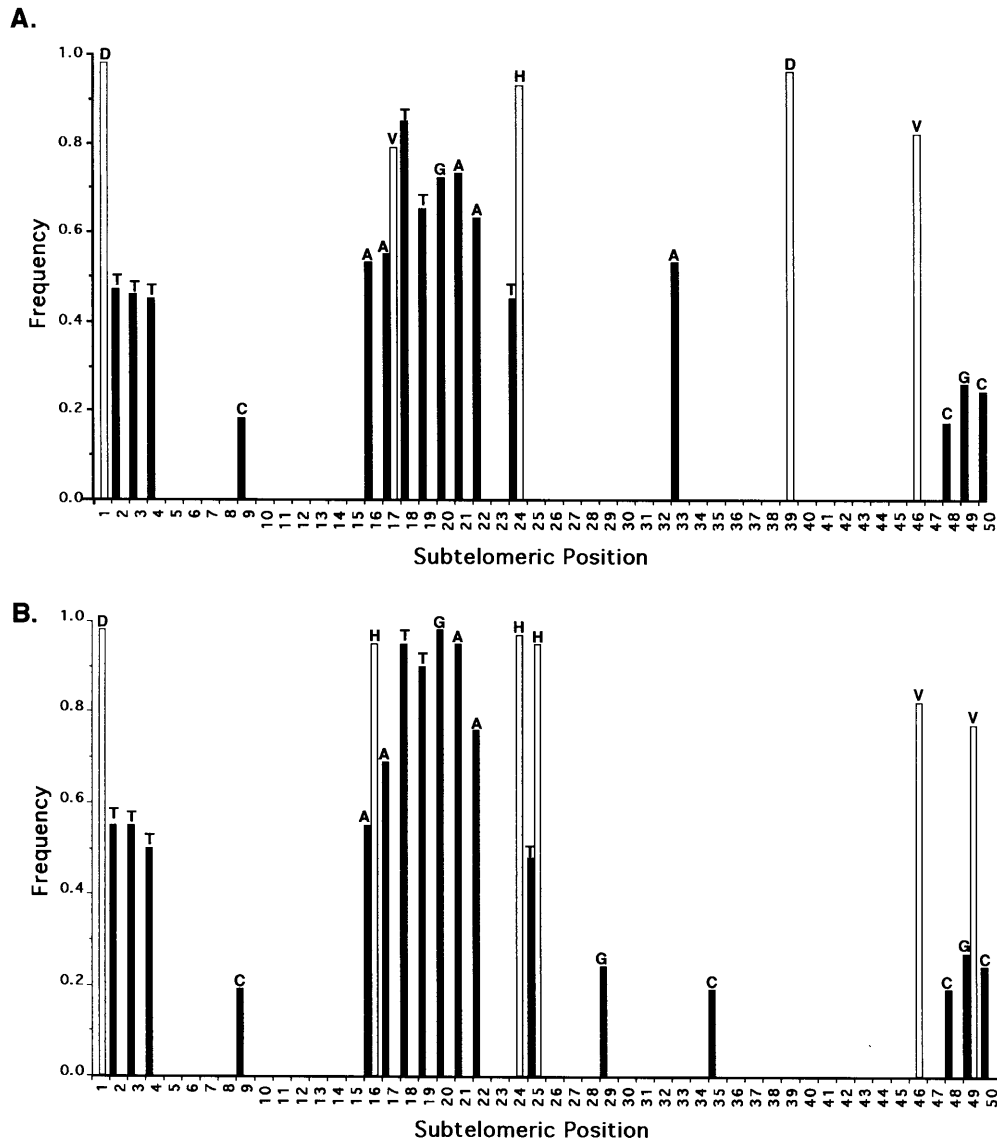 A.
Frequency
1.0
0.8
0.6
0.4
0.2
0.0
D T T T C A A V T T G A A T H A D V C G C
1 2 3 4 5 6 7 8 9 10 11 12 13 14 15 16 17 18 19 20 21 22 23 24 25 26 27 28 29 30 31 32 33 34 35 36 37 38 39 40 41 42 43 44 45 46 47 48 49 50
Subtelomeric Position
B.
Frequency
1.0
0.8
0.6
0.4
0.2
0.0
D T T T C A H A T T G A A H T H G C V C G V C
1 2 3 4 5 6 7 8 9 10 11 12 13 14 15 16 17 18 19 20 21 22 23 24 25 26 27 28 29 30 31 32 33 34 35 36 37 38 39 40 41 42 43 44 45 46 47 48 49 50
Subtelomeric Position